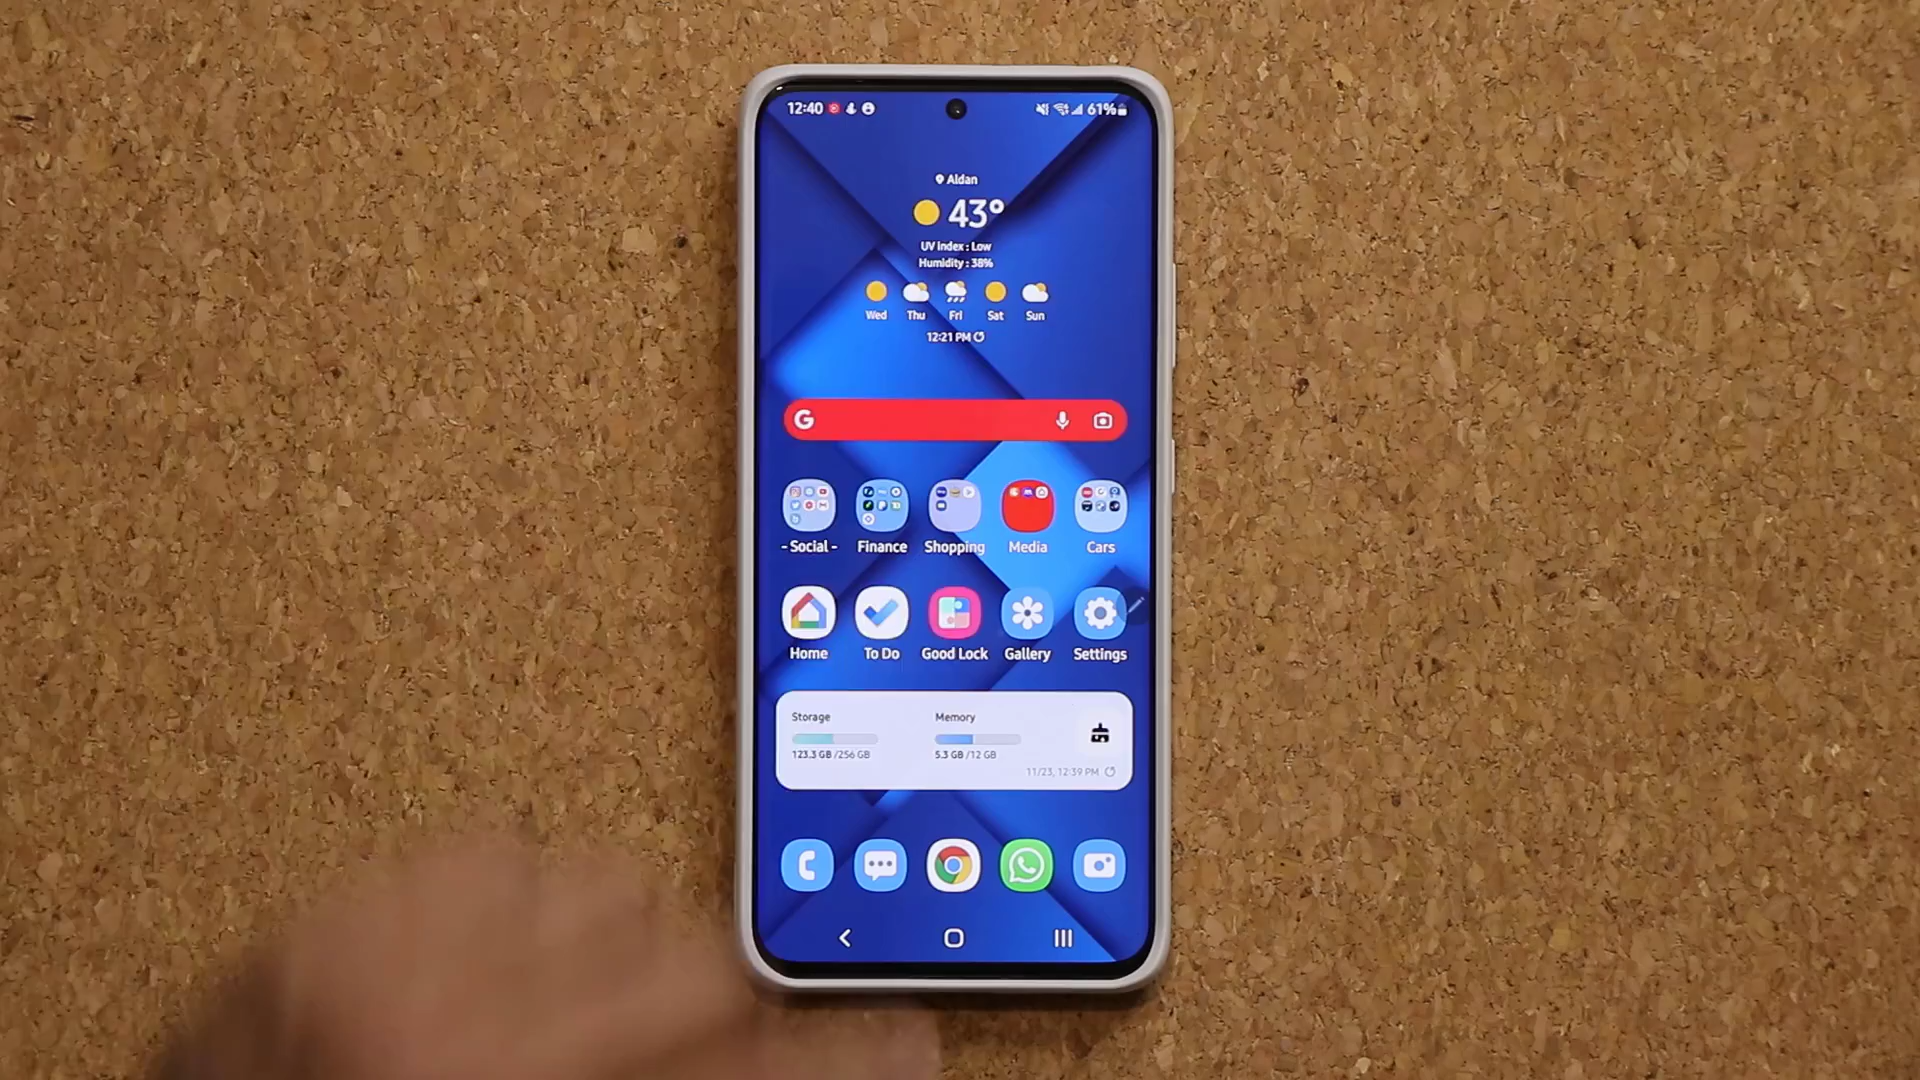 12:40 61%
Aldan
43°
UV index : Low
Humidity : 38%
Wed Thu Fri Sat Sun
12:21 PM
G
- Social - Finance Shopping Media Cars
Home To Do Good Lock Gallery Settings
Storage Memory
123.3 GB /256 GB 5.3 GB /12 GB
11/23, 12:39 PM